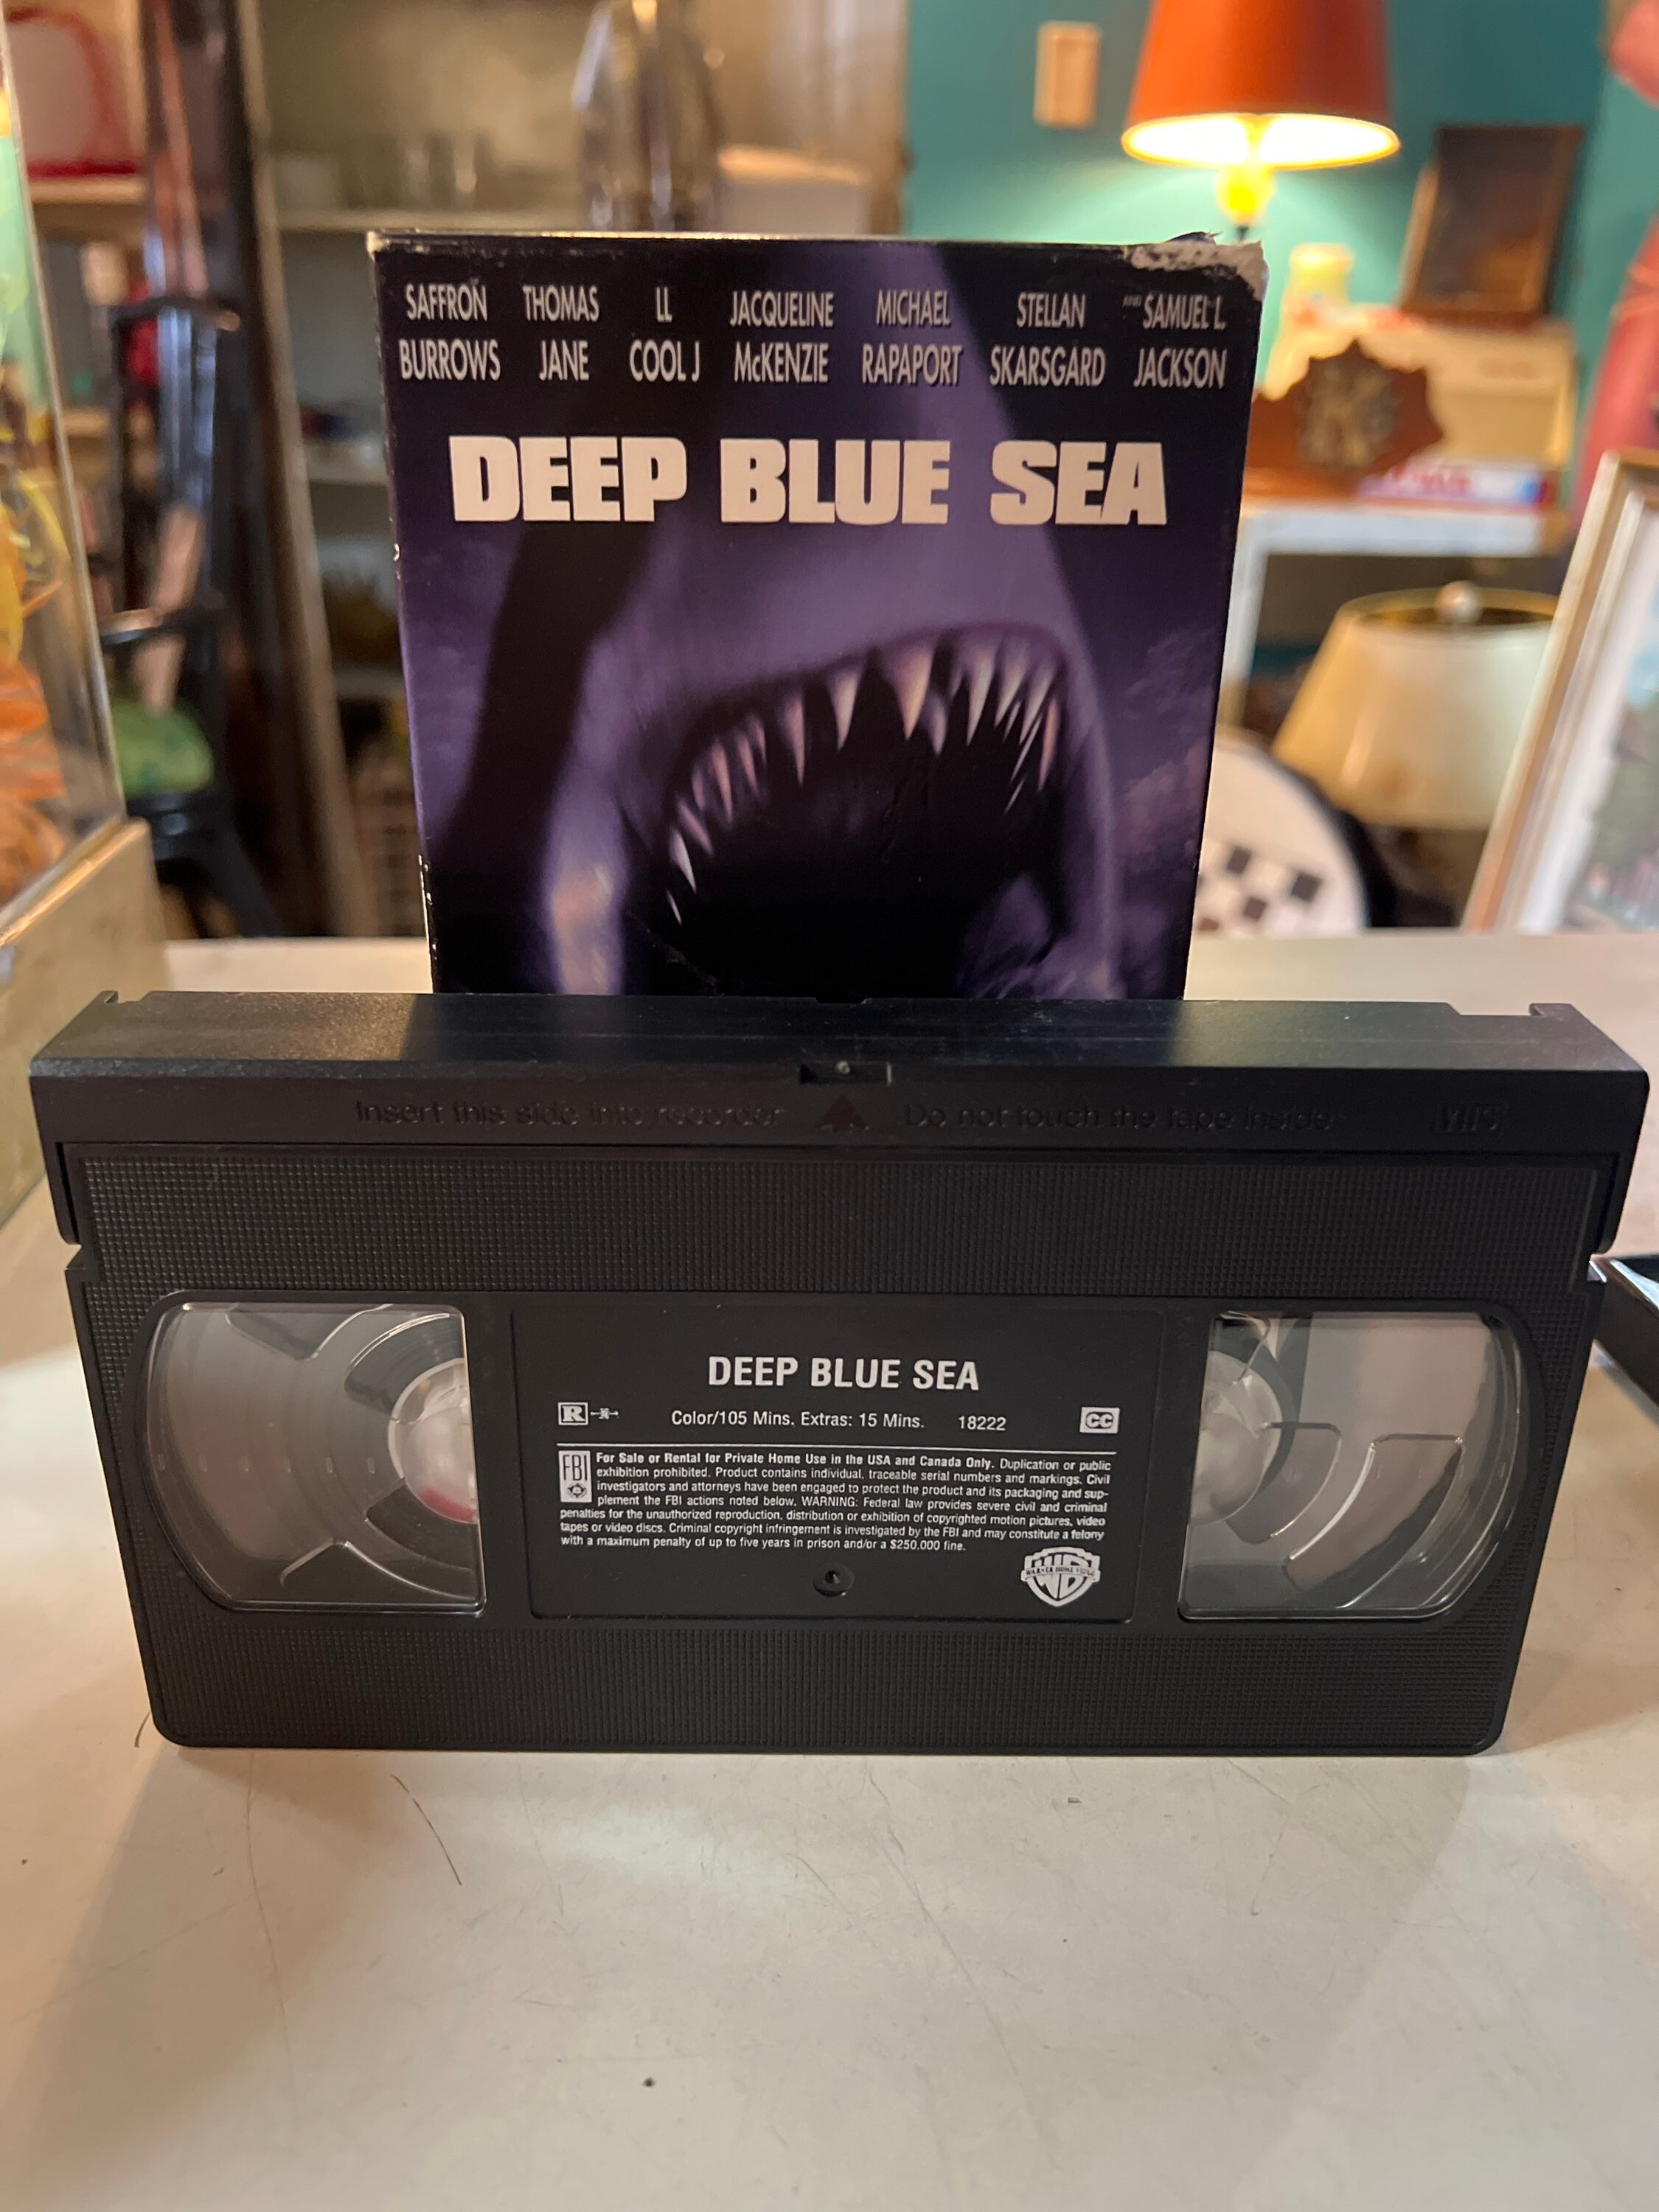 SAFFRON THOMAS LL JACQUELINE MICHAEL STELLAN AND SAMUEL L.
BURROWS JANE COOL J McKENZIE RAPAPORT SKARSGARD JACKSON
DEEP BLUE SEA
Insert this side into recorder Do not touch the tape inside VHS
DEEP BLUE SEA
R Color/105 Mins. Extras: 15 Mins. 18222 CC
FBI For Sale or Rental for Private Home Use in the USA and Canada Only. Duplication or public
exhibition prohibited. Product contains individual, traceable serial numbers and markings. Civil
investigators and attorneys have been engaged to protect the product and its packaging and sup-
plement the FBI actions noted below. WARNING: Federal law provides severe civil and criminal
penalties for the unauthorized reproduction, distribution or exhibition of copyrighted motion pictures, video
tapes or video discs. Criminal copyright infringement is investigated by the FBI and may constitute a felony
with a maximum penalty of up to five years in prison and/or a $250.000 fine.
WB
WARNER HOME VIDEO